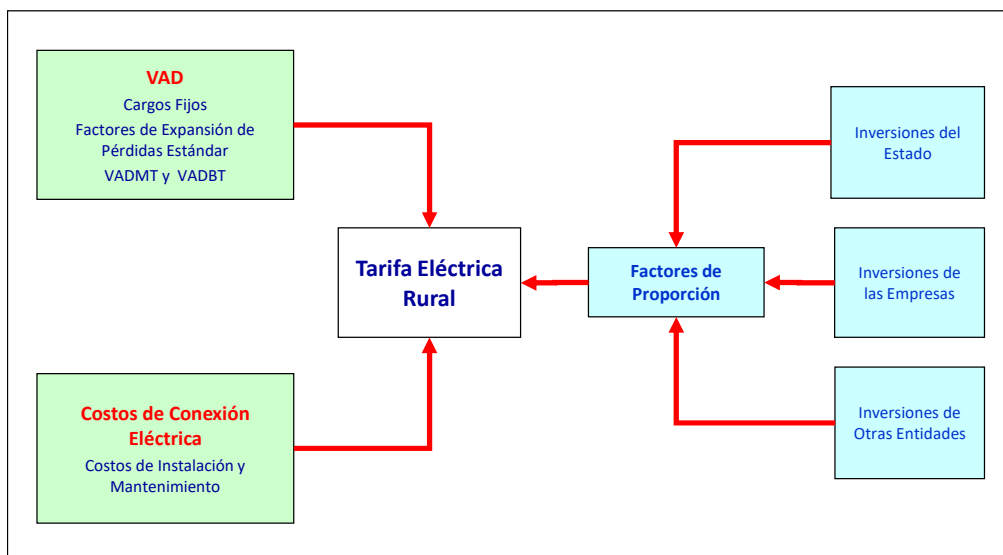 VAD
Cargos Fijos
Factores de Expansión de
Pérdidas Estándar
VADMT y VADBT
Costos de Conexión
Eléctrica
Costos de Instalación y
Mantenimiento
Tarifa Eléctrica
Rural
Factores de
Proporción
Inversiones del
Estado
Inversiones de
las Empresas
Inversiones de
Otras Entidades